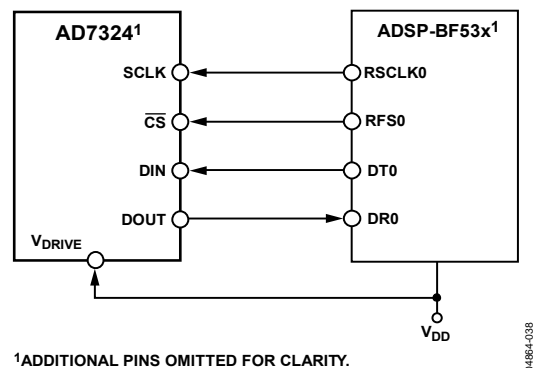 AD7324¹
ADSP-BF53x¹
SCLK
RSCLK0
CS
RFS0
DIN
DT0
DOUT
DR0
VDRIVE
VDD
¹ADDITIONAL PINS OMITTED FOR CLARITY.
04864-038